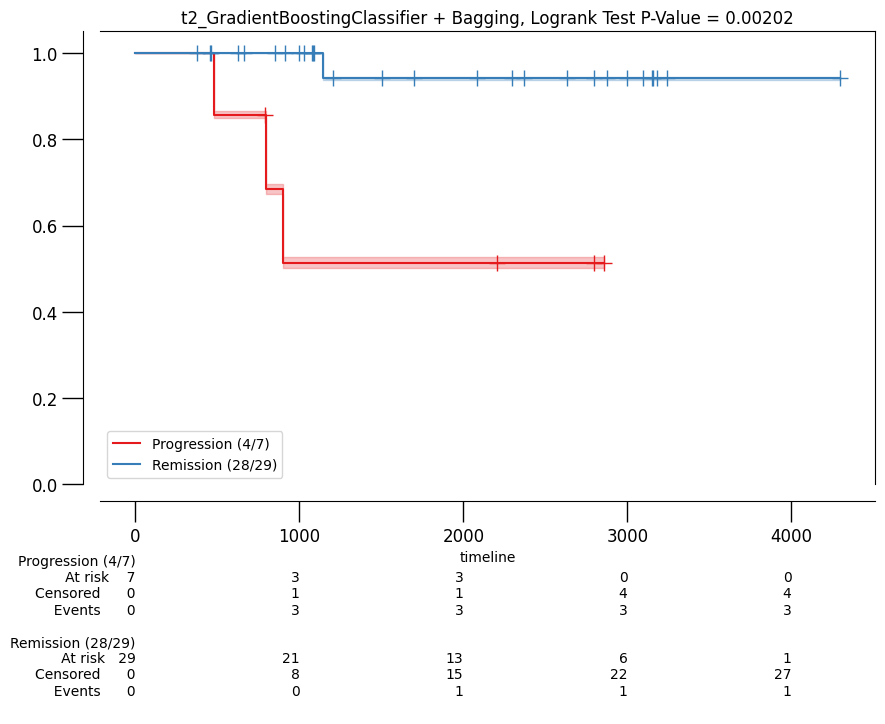 t2_GradientBoostingClassifier + Bagging, Logrank Test P-Value = 0.00202
1.0
0.8
0.6
0.4
0.2
0.0
Progression (4/7)
Remission (28/29)
0 1000 2000 3000 4000
timeline
Progression (4/7)
At risk 7 3 3 0 0
Censored 0 1 1 4 4
Events 0 3 3 3 3
Remission (28/29)
At risk 29 21 13 6 1
Censored 0 8 15 22 27
Events 0 0 1 1 1